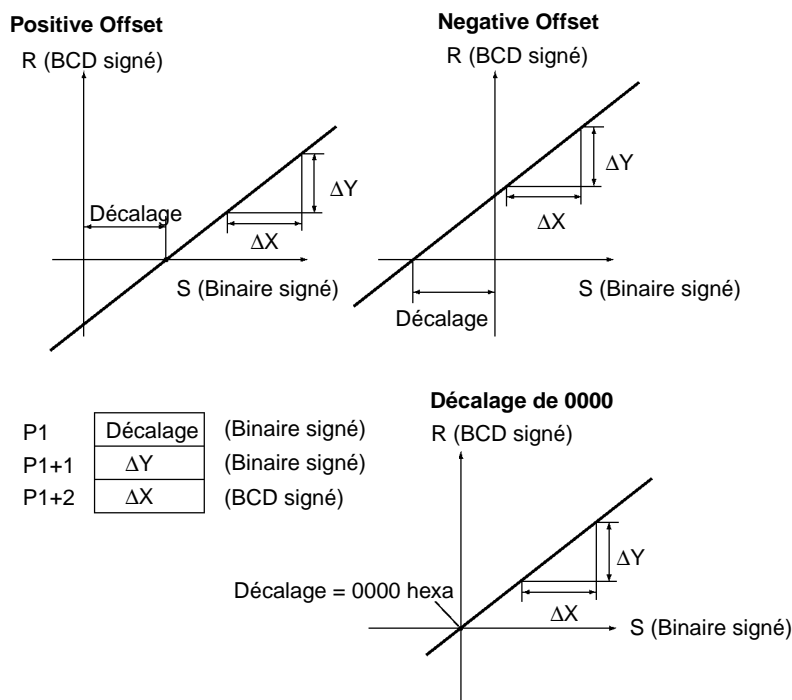 Positive Offset
R (BCD signé)
Décalage
ΔY
ΔX
S (Binaire signé)
Negative Offset
R (BCD signé)
ΔY
ΔX
S (Binaire signé)
Décalage
P1 Décalage (Binaire signé)
P1+1 ΔY (Binaire signé)
P1+2 ΔX (BCD signé)
Décalage de 0000
R (BCD signé)
ΔY
Décalage = 0000 hexa
ΔX
S (Binaire signé)